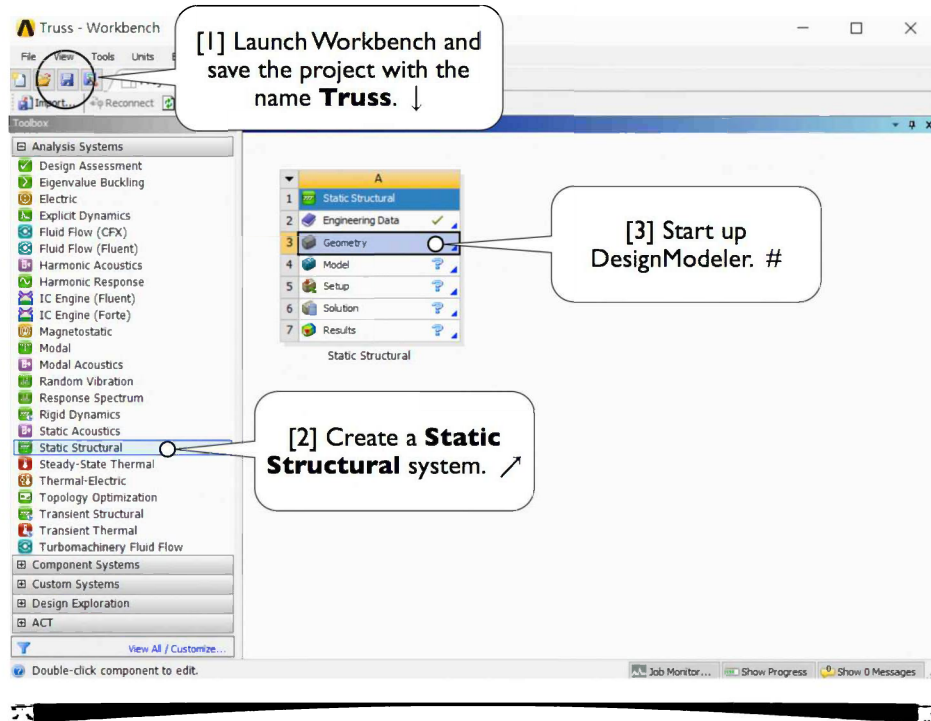 Truss - Workbench
[1] Launch Workbench and
save the project with the
name Truss. ↓
File View Tools Units
Import... Reconnect
Toolbox
Analysis Systems
Design Assessment
Eigenvalue Buckling
Electric
Explicit Dynamics
Fluid Flow (CFX)
Fluid Flow (Fluent)
Harmonic Acoustics
Harmonic Response
IC Engine (Fluent)
IC Engine (Forte)
Magnetostatic
Modal
Modal Acoustics
Random Vibration
Response Spectrum
Rigid Dynamics
Static Acoustics
Static Structural
Steady-State Thermal
Thermal-Electric
Topology Optimization
Transient Structural
Transient Thermal
Turbomachinery Fluid Flow
Component Systems
Custom Systems
Design Exploration
ACT
View All / Customize...
A
1 Static Structural
2 Engineering Data
3 Geometry
4 Model
5 Setup
6 Solution
7 Results
Static Structural
[3] Start up
DesignModeler. #
[2] Create a Static
Structural system. ↗
Double-click component to edit.
Job Monitor... Show Progress Show 0 Messages